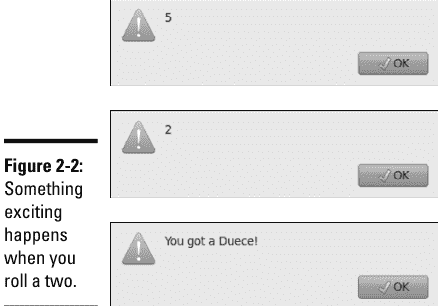 5
OK
2
OK
Figure 2-2:
Something
exciting
happens
when you
roll a two.
You got a Duece!
OK